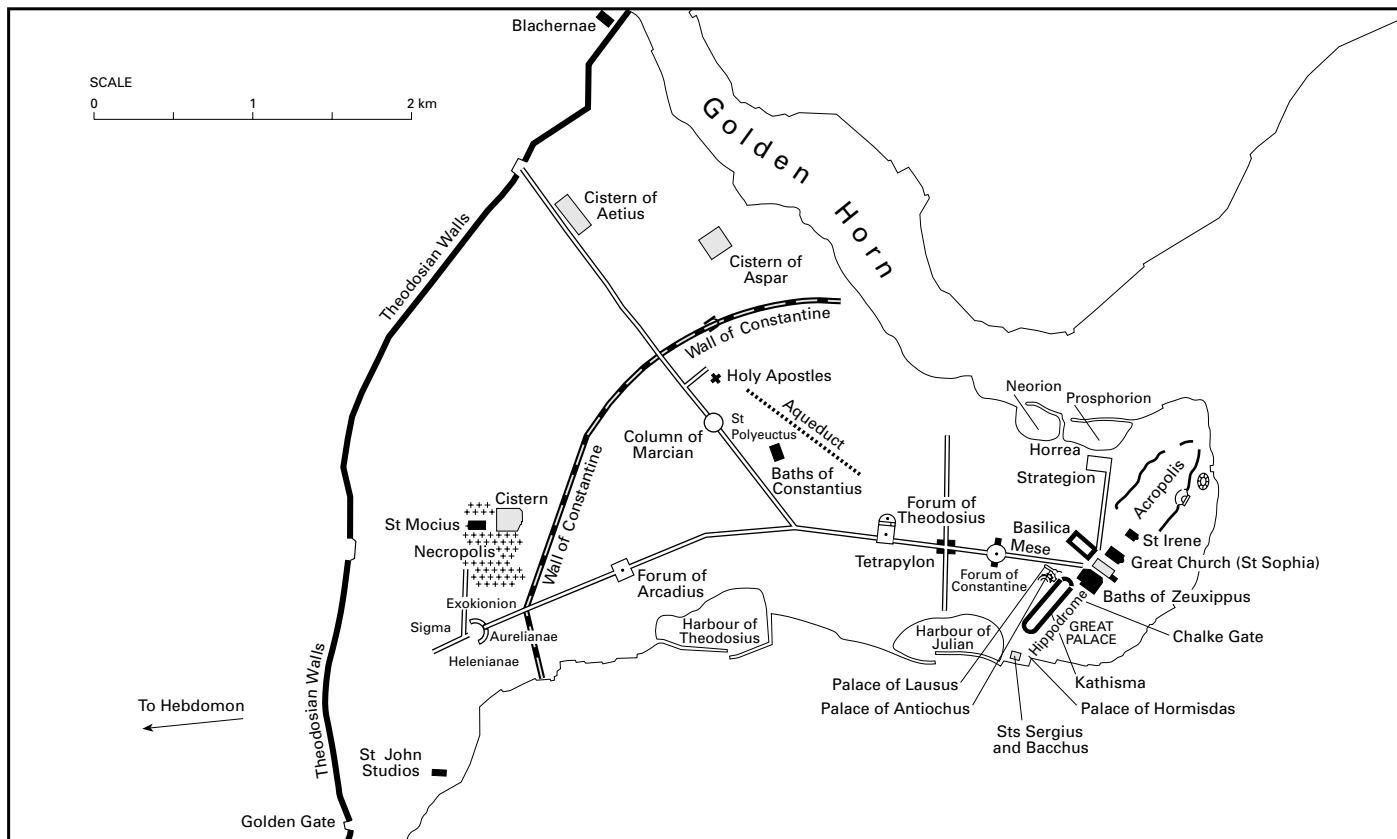 Blachernae
SCALE
0 1 2 km
Golden Horn
Cistern of
Aetius
Theodosian Walls
Cistern of
Aspar
Wall of Constantine
Holy Apostles
Neorion
Prosphorion
Aqueduct
St
Polyeuctus
Column of
Marcian
Horrea
Strategion
Baths of
Constantius
Acropolis
Wall of Constantine
Cistern
St Mocius
Necropolis
Forum of
Theodosius
Basilica
St Irene
Mese
Tetrapylon
Great Church (St Sophia)
Forum of
Constantine
Forum of
Arcadius
Baths of Zeuxippus
Exokionion
Sigma
Aurelianae
Helenianae
Harbour of
Theodosius
Harbour of
Julian
Hippodrome
GREAT
PALACE
Chalke Gate
Palace of Lausus
Kathisma
Palace of Antiochus
Palace of Hormisdas
Sts Sergius
and Bacchus
To Hebdomon
Theodosian Walls
St John
Studios
Golden Gate